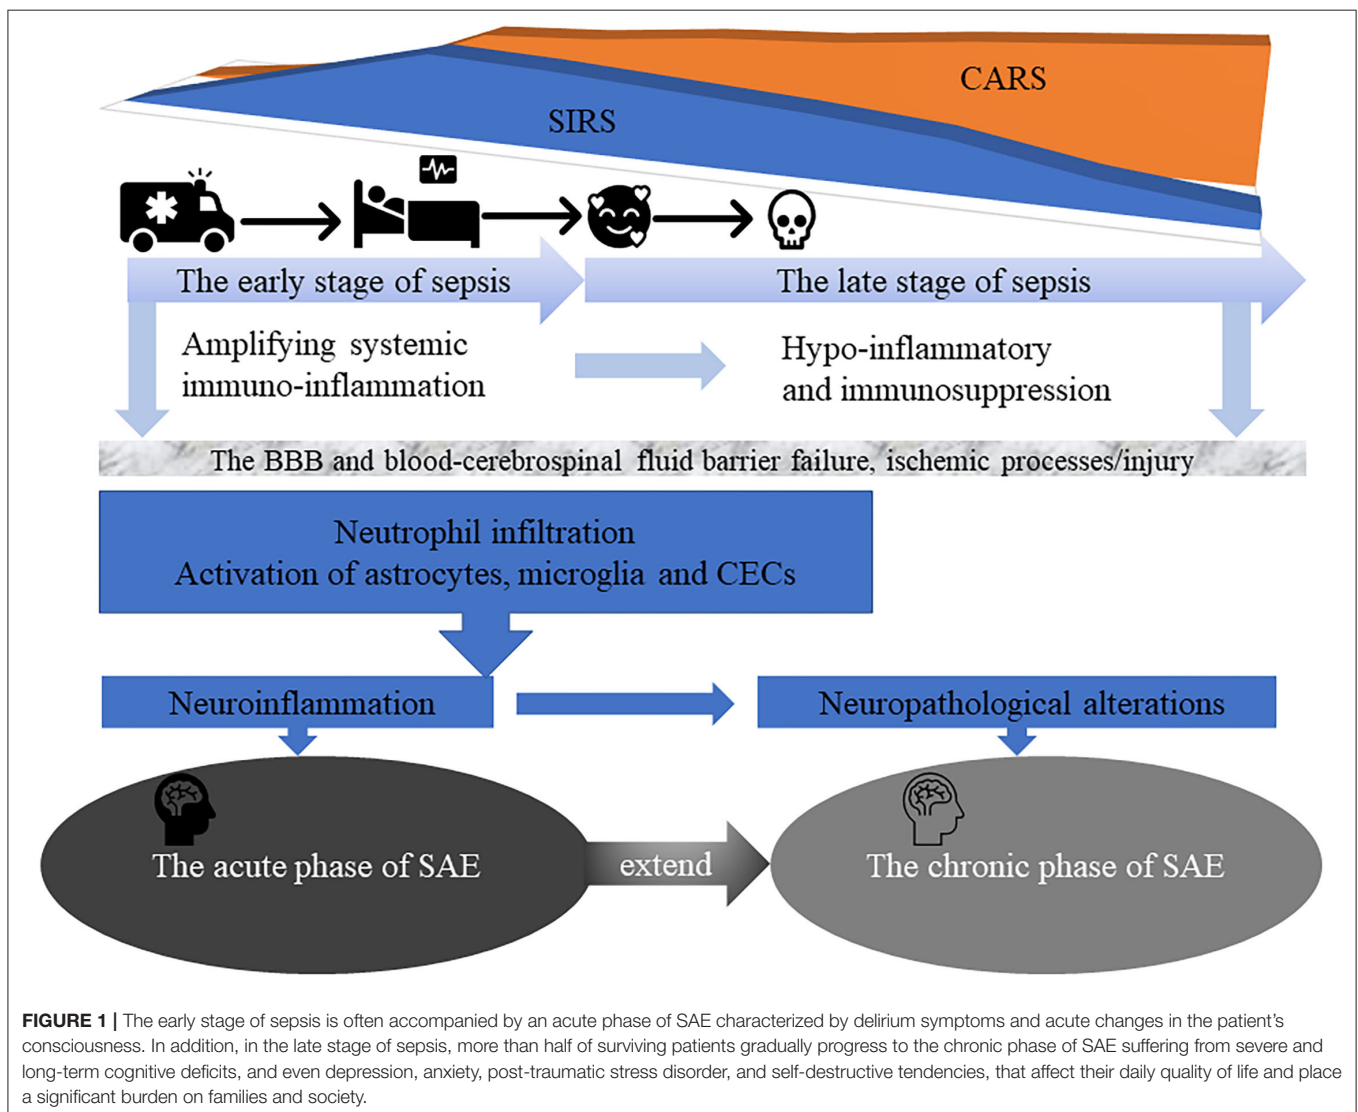 CARS
SIRS
The early stage of sepsis
The late stage of sepsis
Amplifying systemic
immuno-inflammation
Hypo-inflammatory
and immunosuppression
The BBB and blood-cerebrospinal fluid barrier failure, ischemic processes/injury
Neutrophil infiltration
Activation of astrocytes, microglia and CECs
Neuroinflammation
Neuropathological alterations
The acute phase of SAE
extend
The chronic phase of SAE
FIGURE 1 | The early stage of sepsis is often accompanied by an acute phase of SAE characterized by delirium symptoms and acute changes in the patient's
consciousness. In addition, in the late stage of sepsis, more than half of surviving patients gradually progress to the chronic phase of SAE suffering from severe and
long-term cognitive deficits, and even depression, anxiety, post-traumatic stress disorder, and self-destructive tendencies, that affect their daily quality of life and place
a significant burden on families and society.